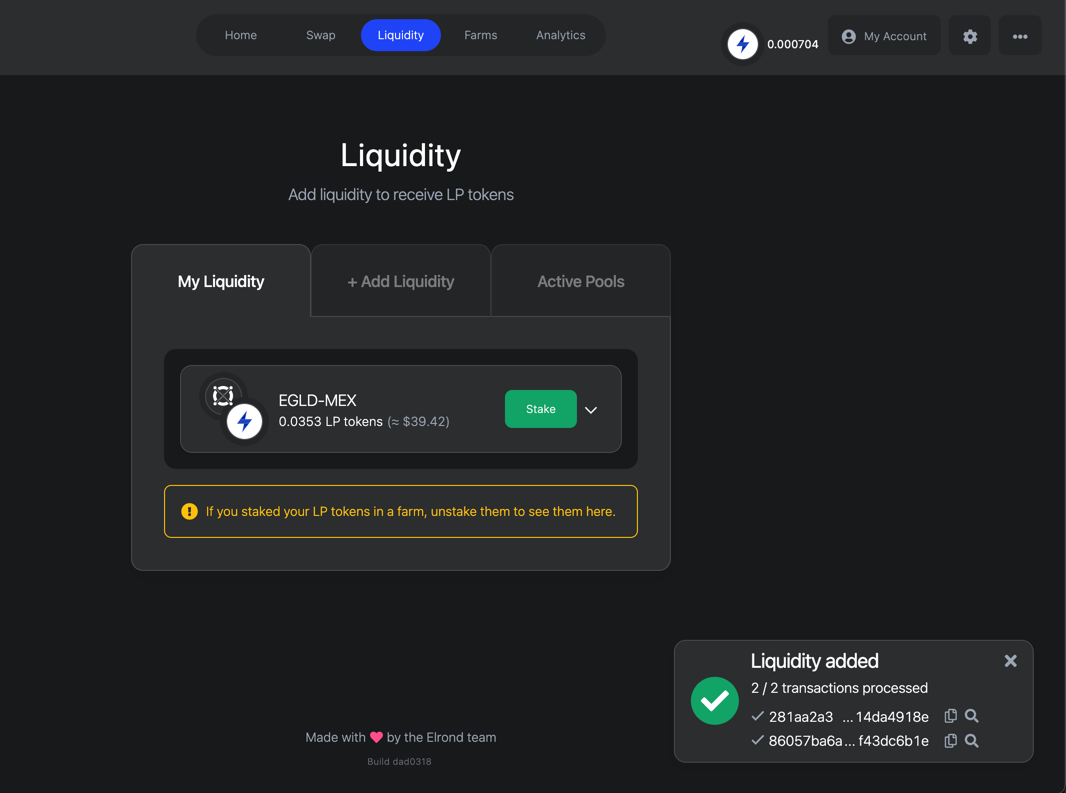 Home Swap Liquidity Farms Analytics
0.000704 My Account
Liquidity
Add liquidity to receive LP tokens
My Liquidity + Add Liquidity Active Pools
EGLD-MEX
0.0353 LP tokens (≈ $39.42)
Stake
If you staked your LP tokens in a farm, unstake them to see them here.
Liquidity added
2 / 2 transactions processed
281aa2a3 ...14da4918e
86057ba6a... f43dc6b1e
Made with ❤ by the Elrond team
Build dad0318